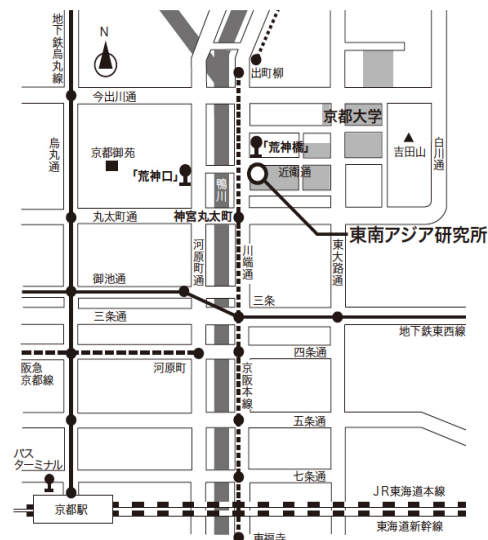 地下鉄烏丸線
N
出町柳
今出川通
京都大学
烏丸通
京都御苑
「荒神橋」
吉田山
白川通
「荒神口」
近衛通
鴨川
丸太町通
神宮丸太町
東南アジア研究所
河原町通
川端通
東大路通
御池通
三条
三条通
地下鉄東西線
四条通
阪急
京都線
河原町
京阪本線
五条通
バス
ターミナル
七条通
JR東海道本線
京都駅
東海道新幹線
東福寺